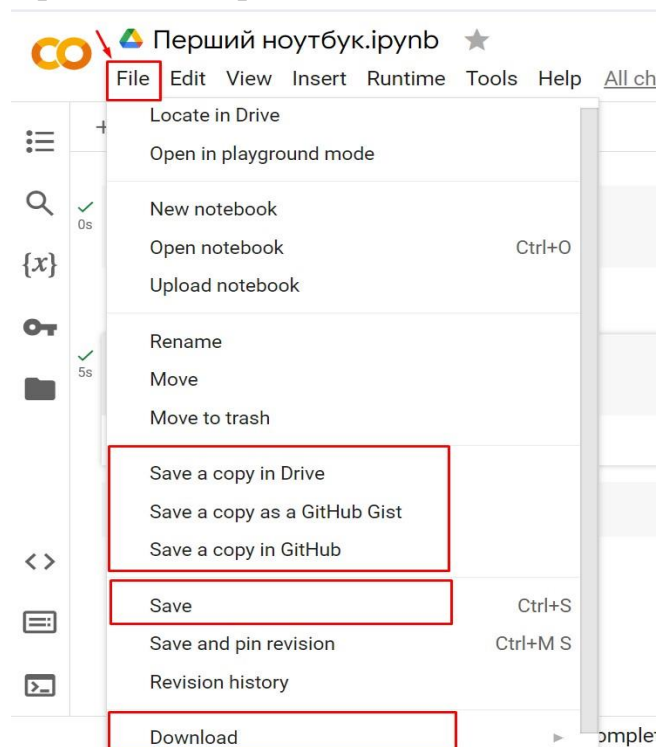 Перший ноутбук.ipynb
File Edit View Insert Runtime Tools Help All ch
Locate in Drive
Open in playground mode
New notebook
0s
Open notebook Ctrl+O
{x}
Upload notebook
Rename
5s
Move
Move to trash
Save a copy in Drive
Save a copy as a GitHub Gist
Save a copy in GitHub
Save Ctrl+S
Save and pin revision Ctrl+M S
Revision history
Download omplet